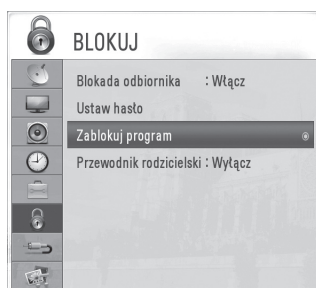 BLOKUJ
Blokada odbiornika : Włącz
Ustaw hasło
Zablokuj program
Przewodnik rodzicielski : Wyłącz